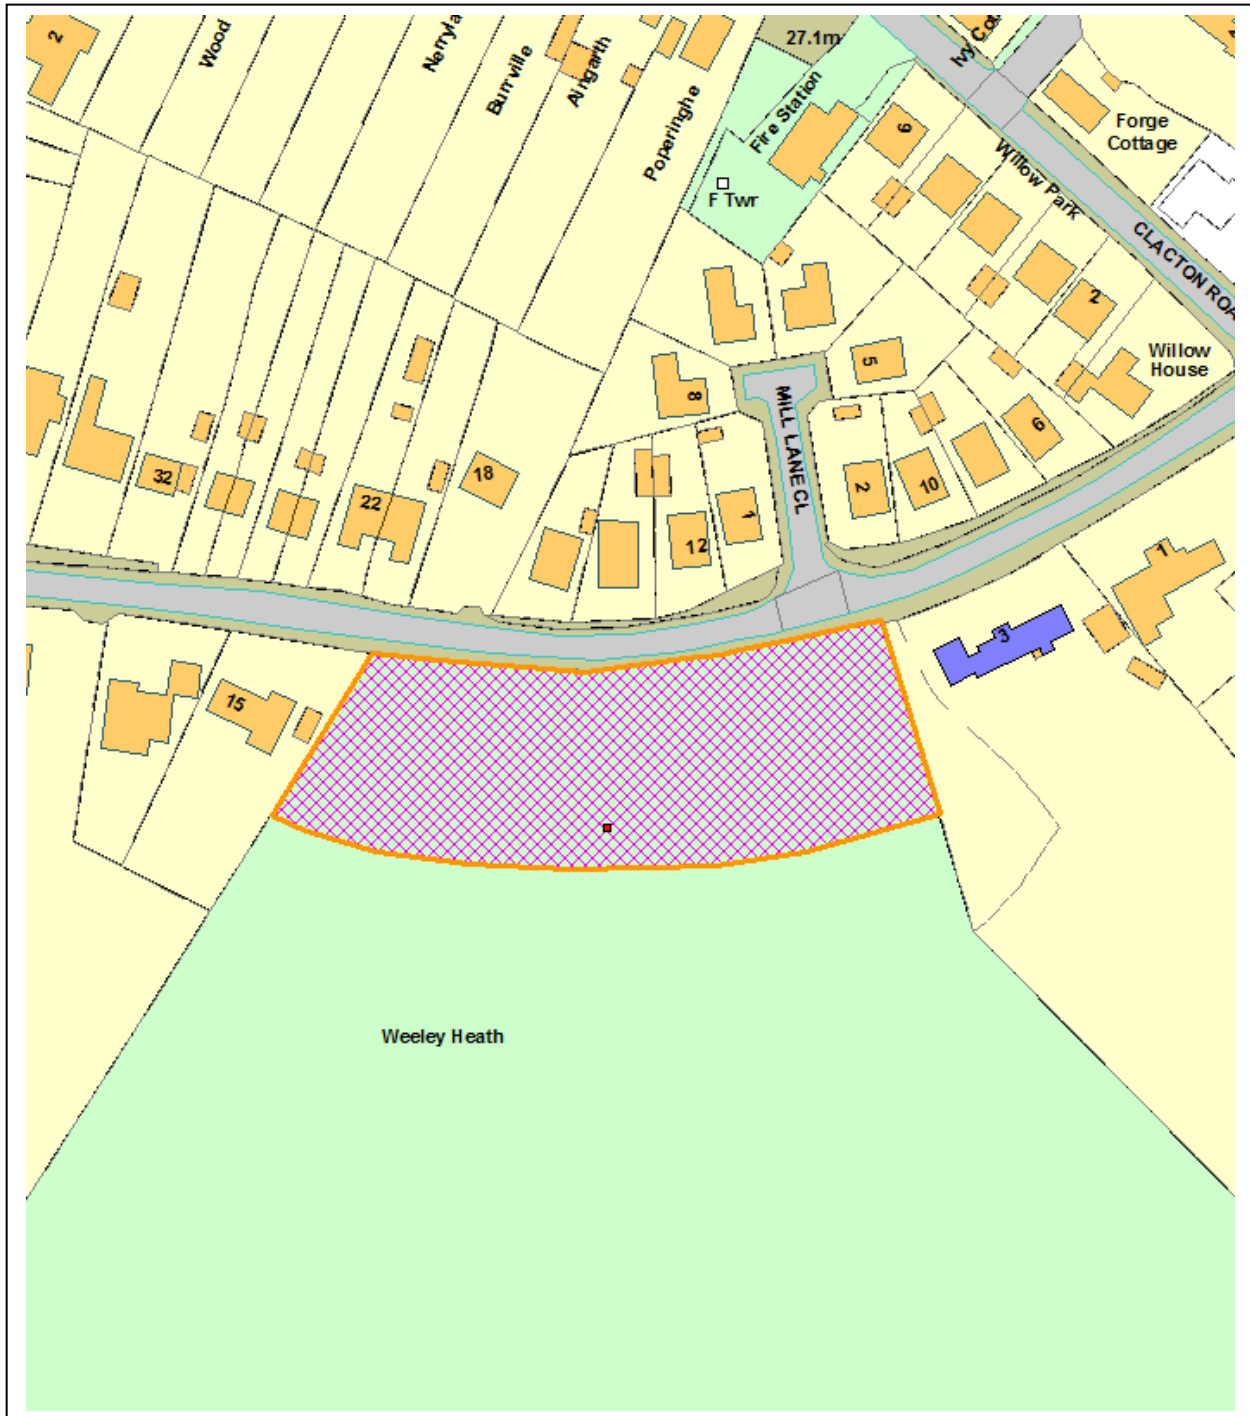 2
Wood
Burrville
Aingarth
Poperinghe
27.1m
Fire Station
F Twr
9
Willow Park
Forge
Cottage
CLACTON
2
Willow
House
5
8
MILL LANE CL
6
32
18
22
1
2
10
12
1
3
15
Weeley Heath